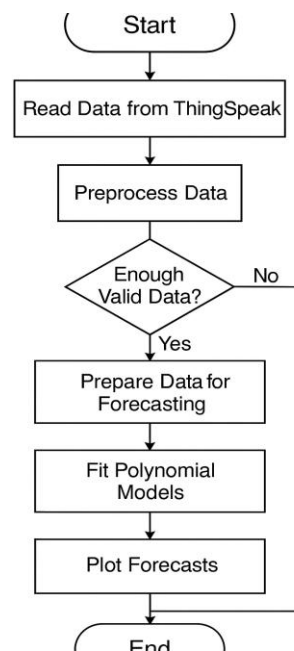 Start
Read Data from ThingSpeak
Preprocess Data
Enough
Valid Data?
No
Yes
Prepare Data for
Forecasting
Fit Polynomial
Models
Plot Forecasts
End